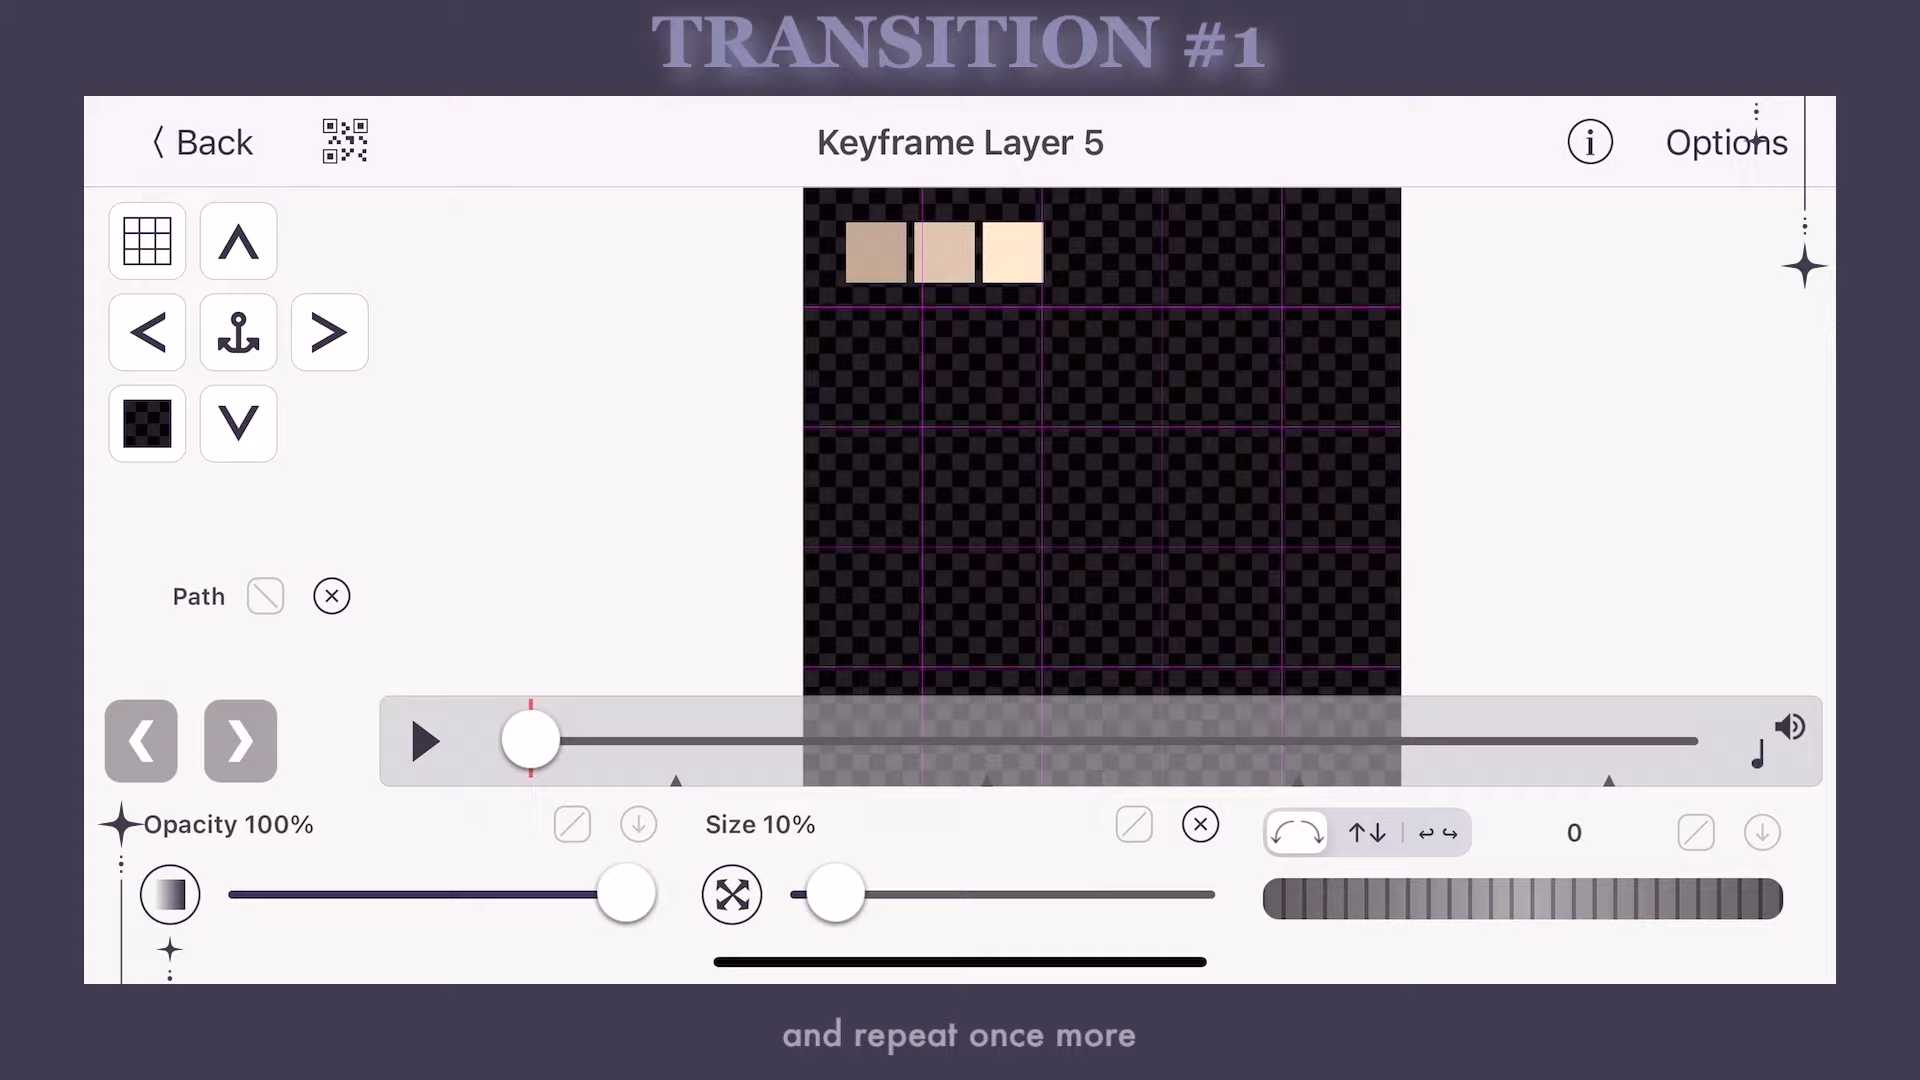 TRANSITION #1
Back
Keyframe Layer 5
Options
Path
Opacity 100%
Size 10%
0
and repeat once more